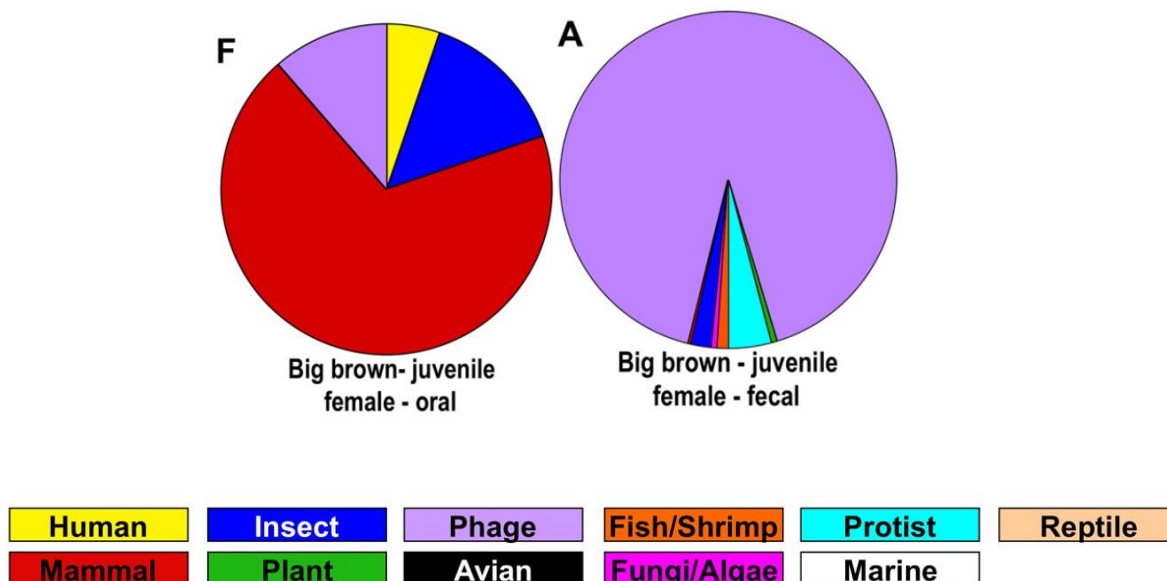 F
A
Big brown- juvenile
female - oral
Big brown - juvenile
female - fecal
Human
Insect
Phage
Fish/Shrimp
Protist
Reptile
Mammal
Plant
Avian
Fungi/Algae
Marine